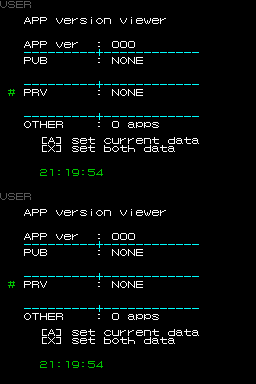 USER
APP version viewer
APP ver : 000
PUB : NONE
# PRV : NONE
OTHER : 0 apps
[A] set current data
[X] set both data
21:19:54
USER
APP version viewer
APP ver : 000
PUB : NONE
# PRV : NONE
OTHER : 0 apps
[A] set current data
[X] set both data
21:19:54